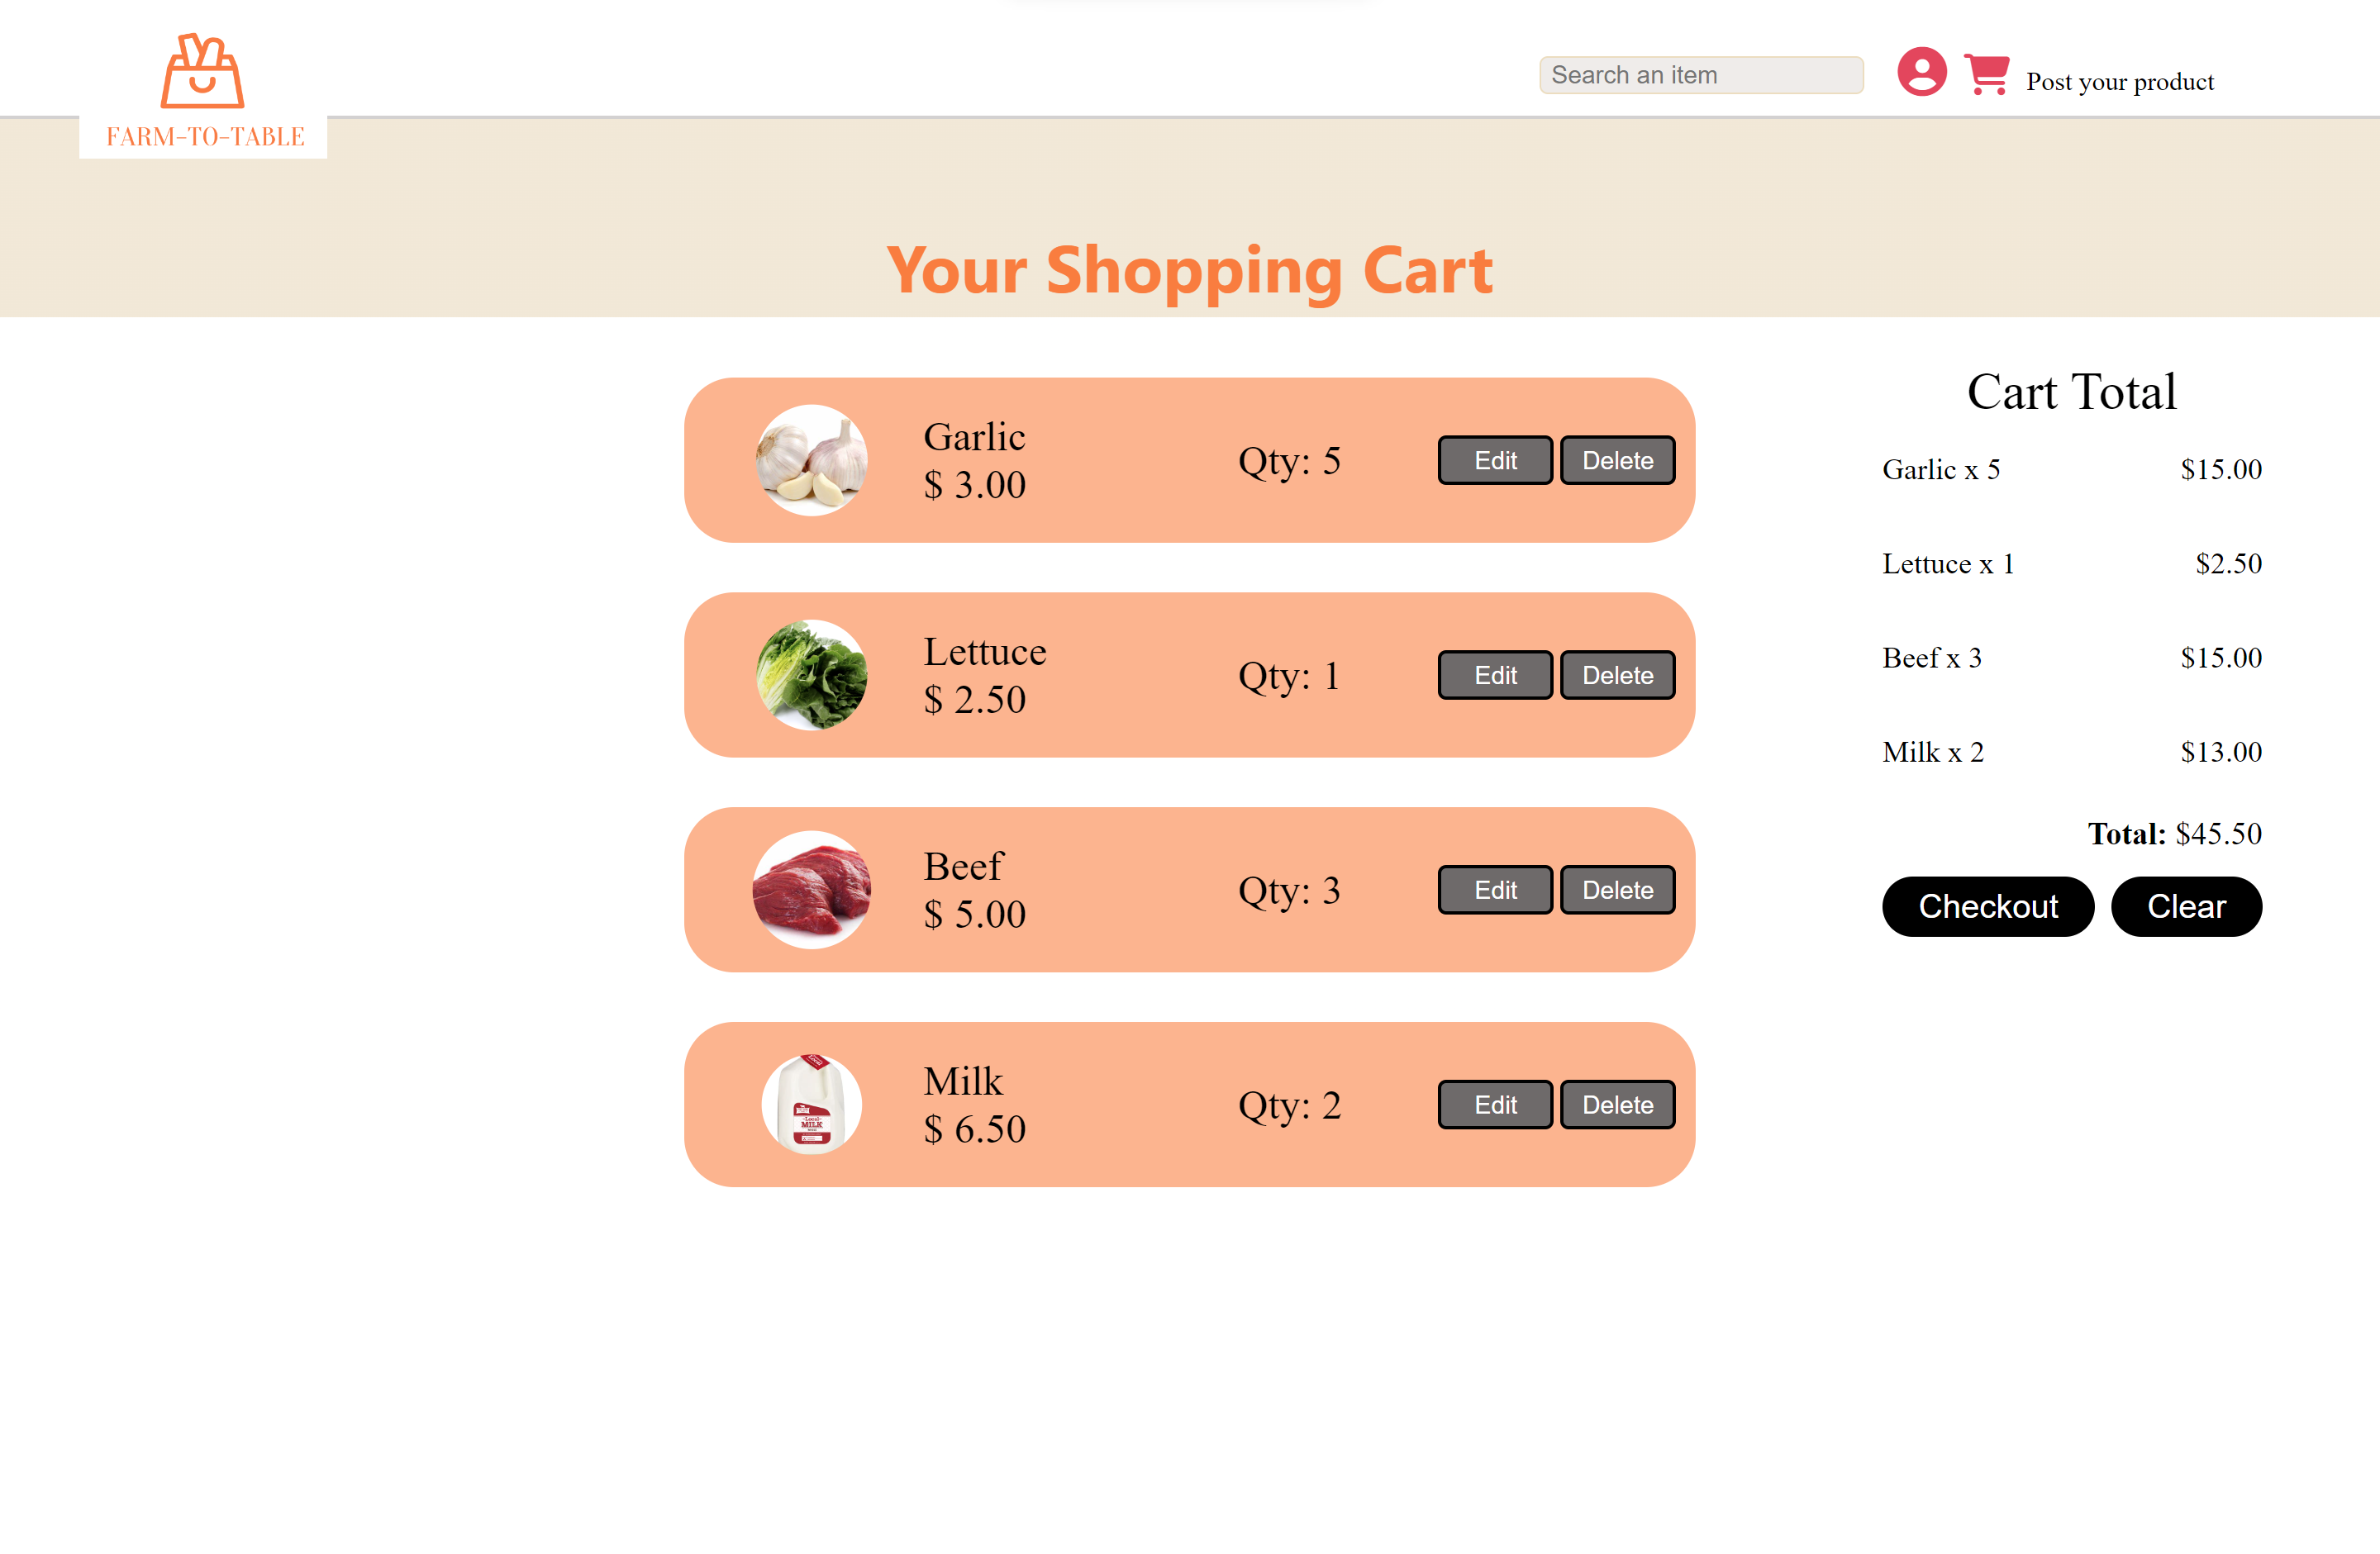 Search an item
Post your product
FARM-TO-TABLE
Your Shopping Cart
Garlic
$ 3.00
Qty: 5
Edit
Delete
Lettuce
$ 2.50
Qty: 1
Edit
Delete
Beef
$ 5.00
Qty: 3
Edit
Delete
Milk
$ 6.50
Qty: 2
Edit
Delete
MILK
Cart Total
Garlic x 5 $15.00
Lettuce x 1 $2.50
Beef x 3 $15.00
Milk x 2 $13.00
Total: $45.50
Checkout
Clear